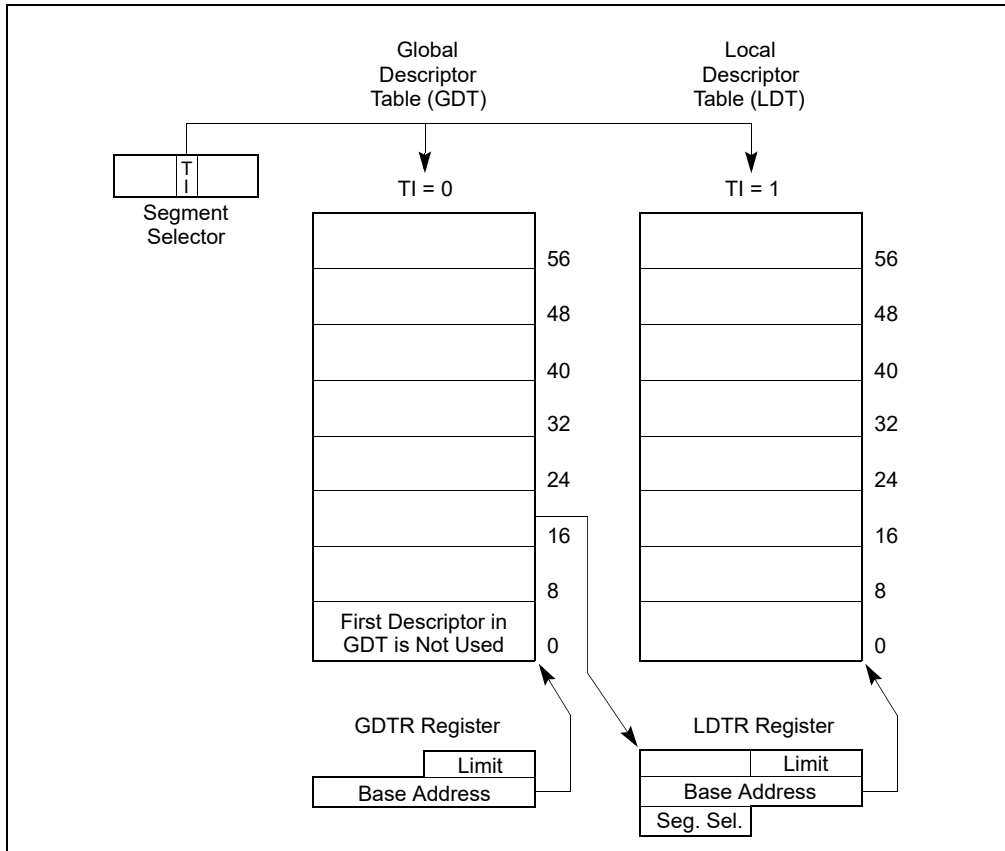 Global
Descriptor
Table (GDT)
Local
Descriptor
Table (LDT)
T
I
Segment
Selector
TI = 0
TI = 1
56
48
40
32
24
16
8
0
First Descriptor in
GDT is Not Used
56
48
40
32
24
16
8
0
GDTR Register
Limit
Base Address
LDTR Register
Limit
Base Address
Seg. Sel.